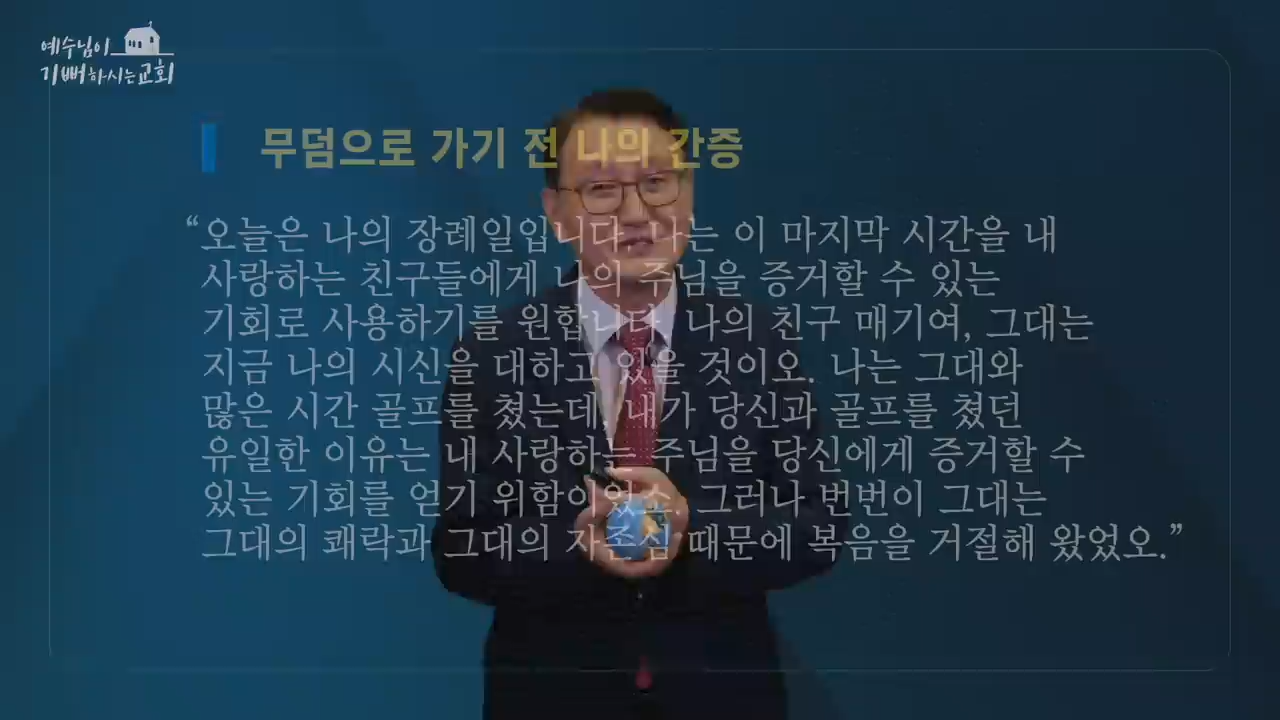 예수님이
기뻐하시는교회
무덤으로 가기 전 나의 간증
“오늘은 나의 장례일입니다. 나는 이 마지막 시간을 내
사랑하는 친구들에게 나의 주님을 증거할 수 있는
기회로 사용하기를 원합니다. 나의 친구 매기여, 그대는
지금 나의 시신을 대하고 있을 것이오. 나는 그대와
많은 시간 골프를 쳤는데, 내가 당신과 골프를 쳤던
유일한 이유는 내 사랑하는 주님을 당신에게 증거할 수
있는 기회를 얻기 위함이었소. 그러나 번번이 그대는
그대의 쾌락과 그대의 자존심 때문에 복음을 거절해 왔었오.”